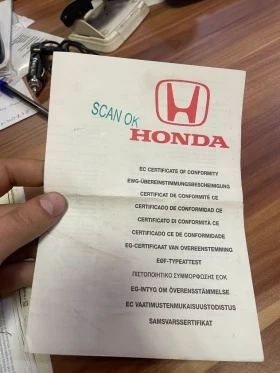 SCAN OK
HONDA
EC CERTIFICATE OF CONFORMITY
EWG-ÜBEREINSTIMMUNGSBESCHEINIGUNG
CERTIFICAT DE CONFORMITÉ CE
CERTIFICADO DE CONFORMIDAD CE
CERTIFICATO DI CONFORMITÀ CE
CERTIFICADO CE DE CONFORMIDADE
EG-CERTIFICAAT VAN OVEREENSTEMMING
EØF-TYPEATTEST
ΠΙΣΤΟΠΟΙΗΤΙΚΟ ΣΥΜΜΟΡΦΩΣΗΣ ΕΟΚ
EG-INTYG OM ÖVERENSSTÄMMELSE
EC VAATIMUSTENMUKAISUUSTODISTUS
SAMSVARSSERTIFIKAT